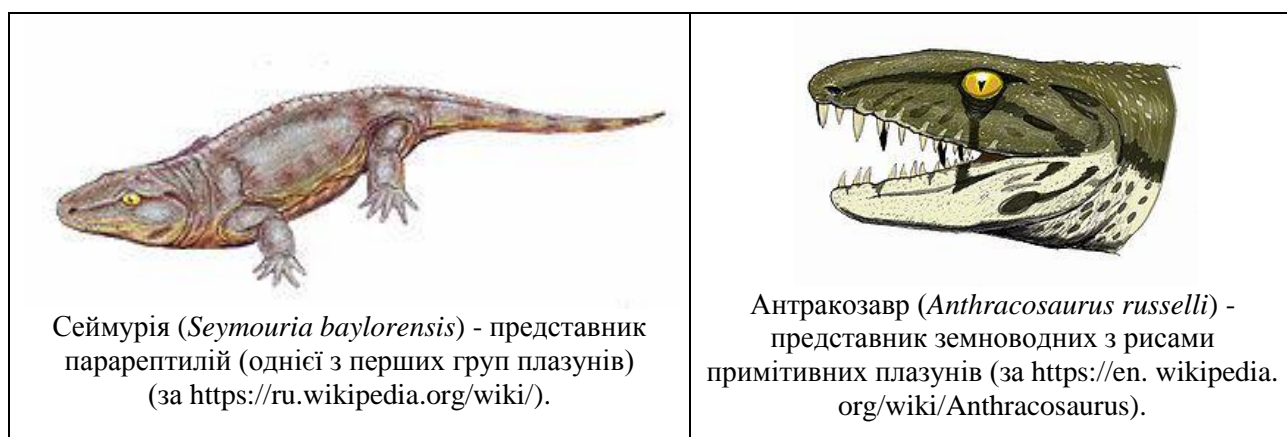 Сеймурія (Seymouria baylorensis) - представник
парарептилій (однієї з перших груп плазунів)
(за https://ru.wikipedia.org/wiki/).
Антракозавр (Anthracosaurus russelli) -
представник земноводних з рисами
примітивних плазунів (за https://en. wikipedia.
org/wiki/Anthracosaurus).